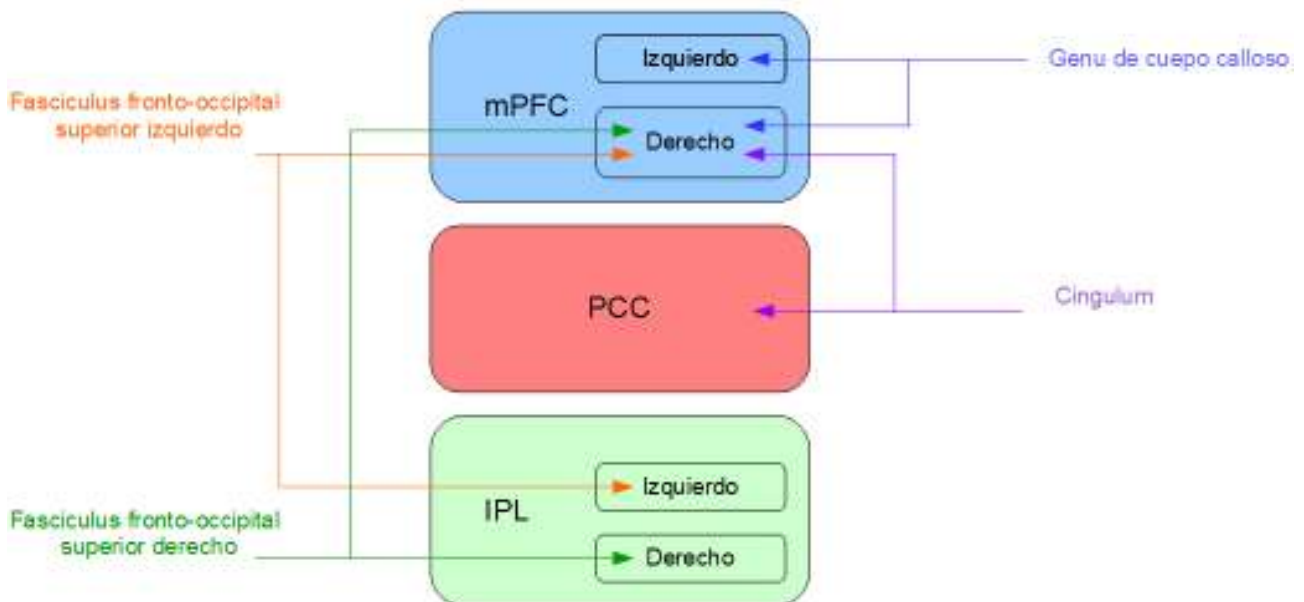 Izquierdo
Genu de cuepo calloso
Fasciculus fronto-occipital
superior izquierdo
mPFC
Derecho
PCC
Cingulum
Izquierdo
IPL
Fasciculus fronto-occipital
superior derecho
Derecho